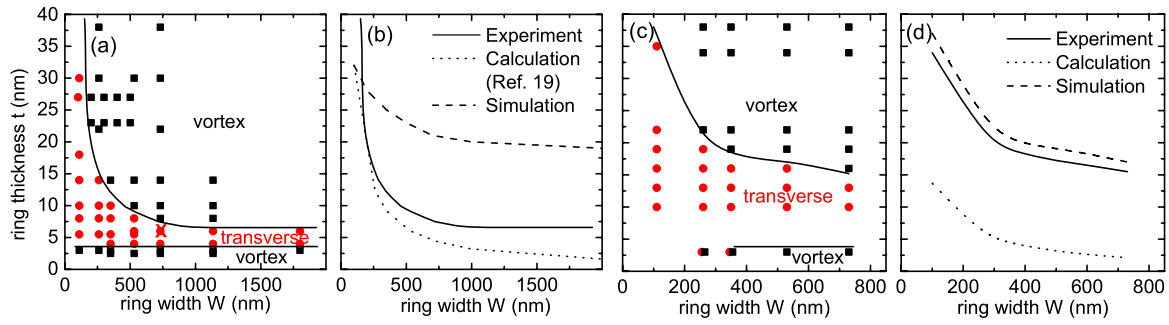 40
35
30
25
20
15
10
5
0
ring thickness t (nm)
(a)
vortex
transverse
vortex
0 500 1000 1500
ring width W (nm)
(b)
Experiment
Calculation
(Ref. 19)
Simulation
0 500 1000 1500
ring width W (nm)
(c)
vortex
transverse
vortex
0 200 400 600 800
ring width W (nm)
(d)
Experiment
Calculation
Simulation
0 200 400 600 800
ring width W (nm)